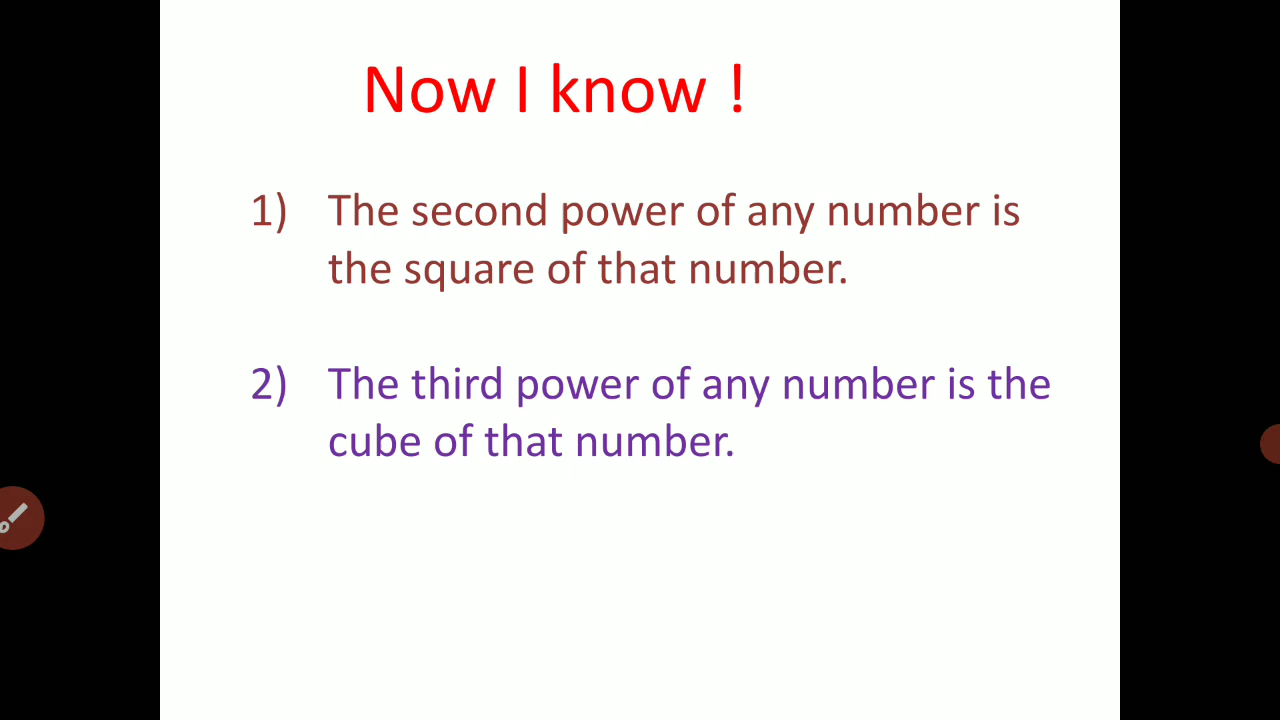 Now I know !
1) The second power of any number is
the square of that number.
2) The third power of any number is the
cube of that number.